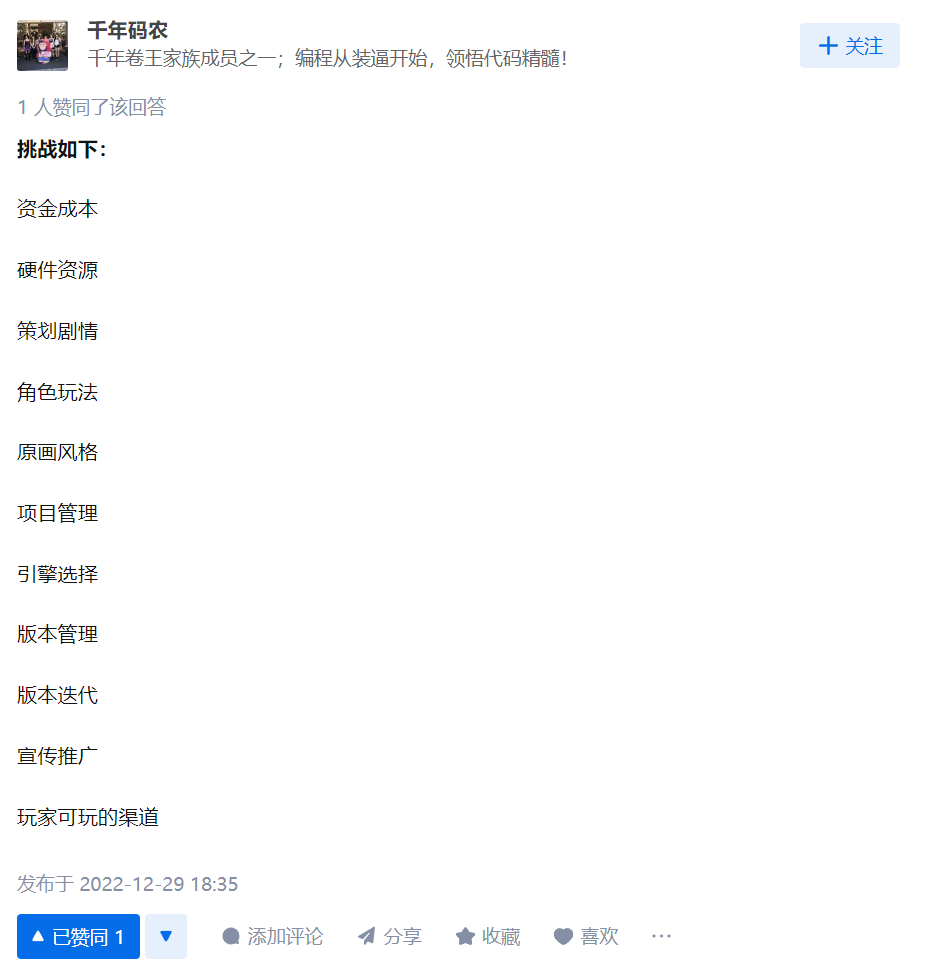 千年码农
千年卷王家族成员之一；编程从装逼开始，领悟代码精髓！
关注
1 人赞同了该回答
挑战如下：
资金成本
硬件资源
策划剧情
角色玩法
原画风格
项目管理
引擎选择
版本管理
版本迭代
宣传推广
玩家可玩的渠道
发布于 2022-12-29 18:35
已赞同 1 添加评论 分享 收藏 喜欢